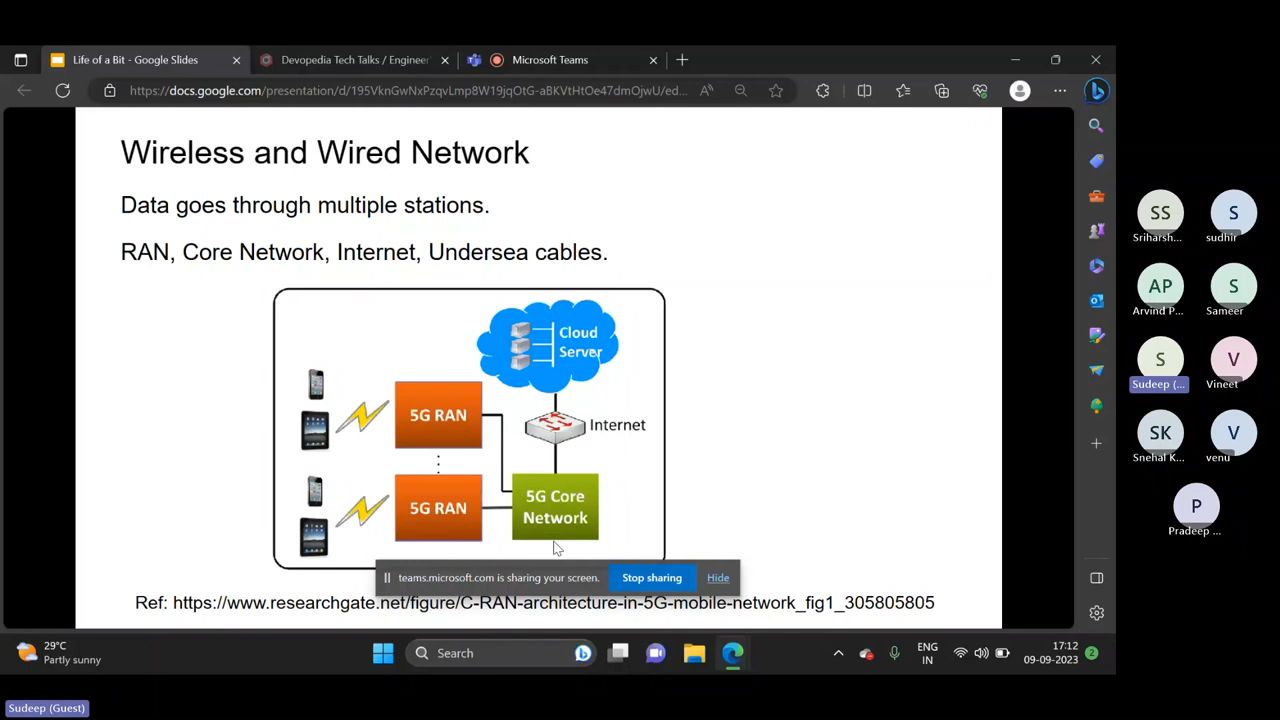 Life of a Bit - Google Slides
Devopedia Tech Talks / Engineer
Microsoft Teams
https://docs.google.com/presentation/d/195VknGwNxPzqvLmp8W19jqOtG-aBKVtHtOe47dmOjwU/ed...
Wireless and Wired Network
Data goes through multiple stations.
RAN, Core Network, Internet, Undersea cables.
Cloud
Server
5G RAN
Internet
5G RAN
5G Core
Network
teams.microsoft.com is sharing your screen.
Stop sharing
Hide
Ref: https://www.researchgate.net/figure/C-RAN-architecture-in-5G-mobile-network_fig1_305805805
SS
Sriharsh...
S
sudhir
AP
Arvind P...
S
Sameer
S
Sudeep (...
V
Vineet
SK
Snehal K...
V
venu
P
Pradeep ...
29°C
Partly sunny
Search
ENG
IN
17:12
09-09-2023
2
Sudeep (Guest)